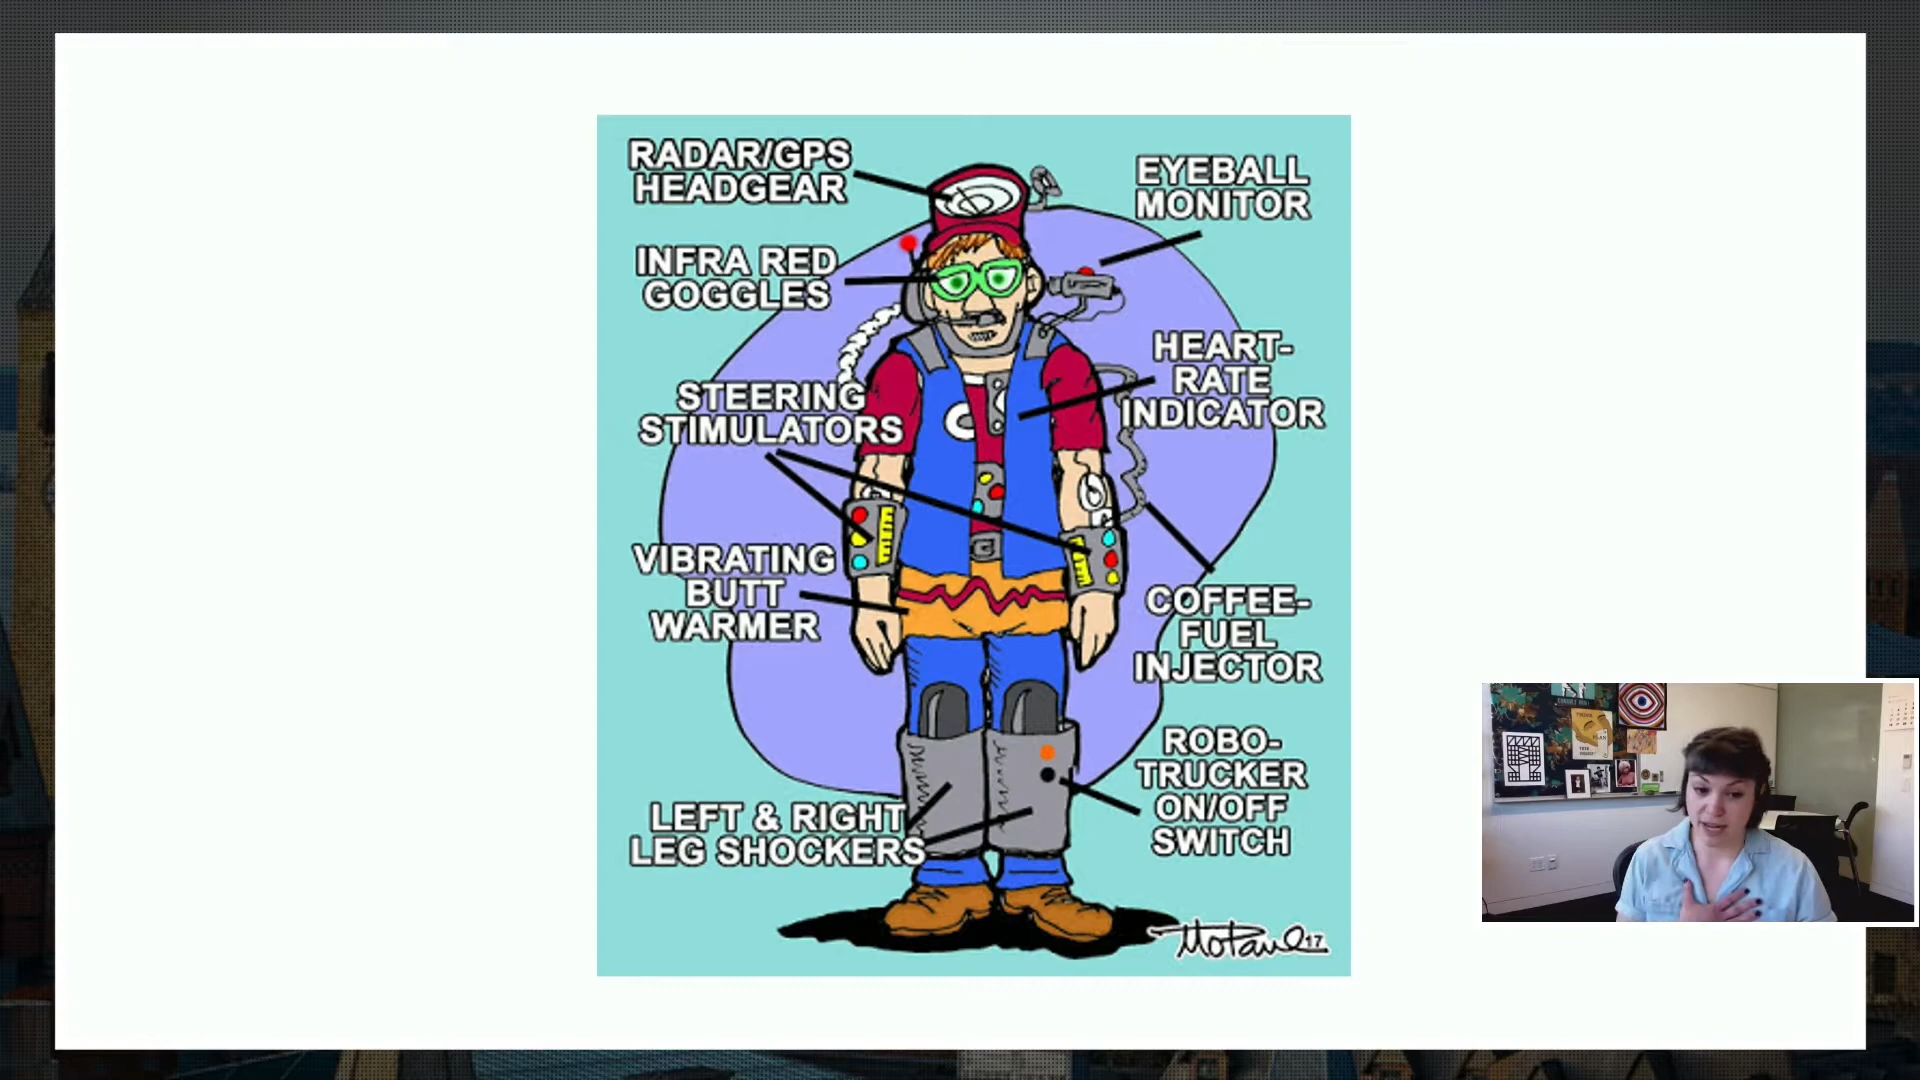 RADAR/GPS
HEADGEAR
EYEBALL
MONITOR
INFRA RED
GOGGLES
HEART-
RATE
INDICATOR
STEERING
STIMULATORS
VIBRATING
BUTT
WARMER
COFFEE-
FUEL
INJECTOR
ROBO-
TRUCKER
ON/OFF
SWITCH
LEFT & RIGHT
LEG SHOCKERS
17